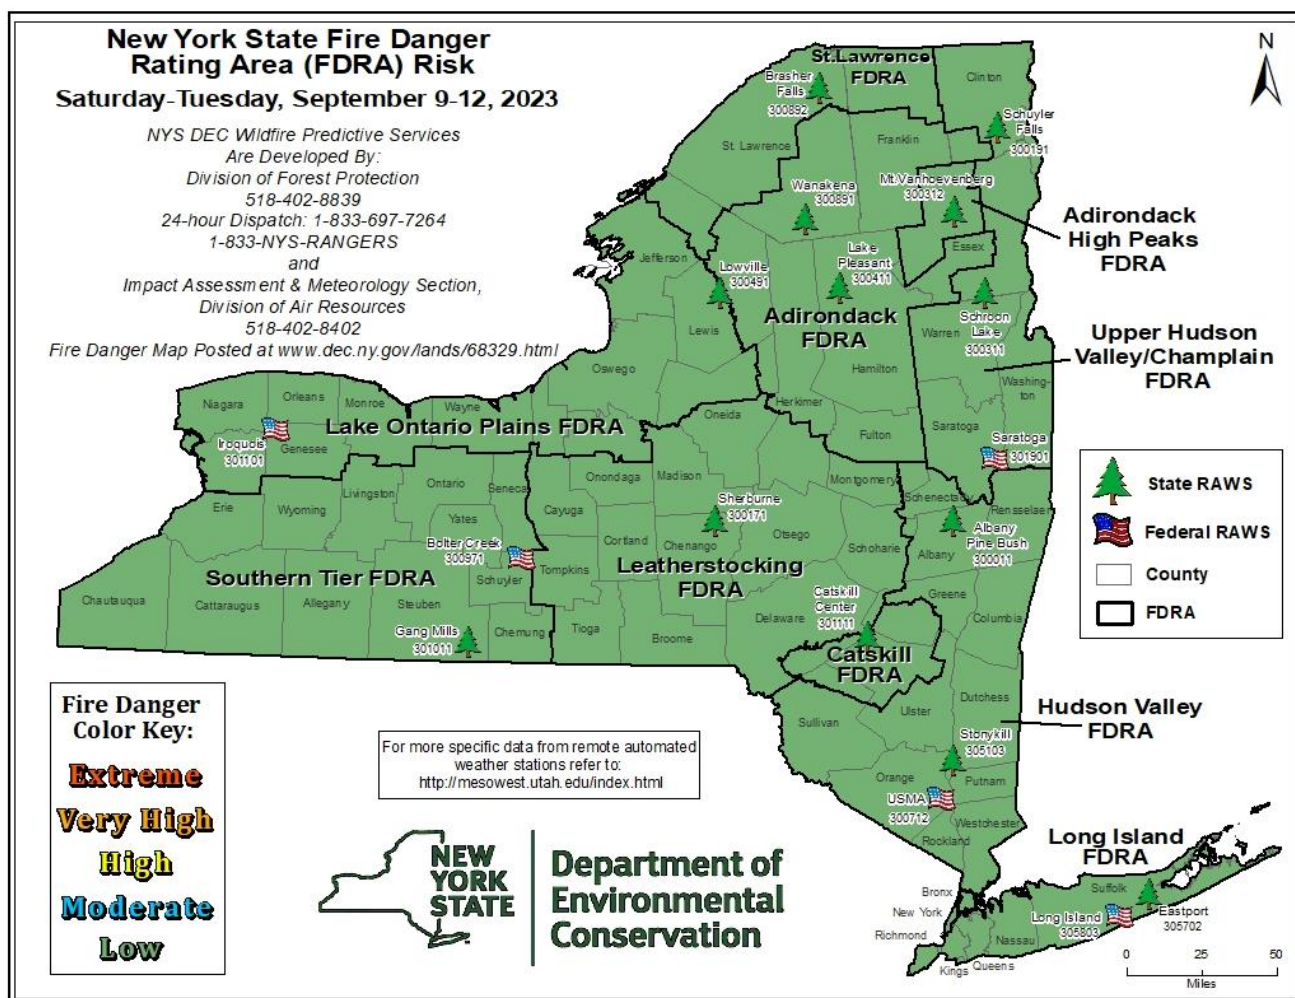 New York State Fire Danger
Rating Area (FDRA) Risk
Saturday-Tuesday, September 9-12, 2023
NYS DEC Wildfire Predictive Services
Are Developed By:
Division of Forest Protection
518-402-8839
24-hour Dispatch: 1-833-697-7264
1-833-NYS-RANGERS
and
Impact Assessment & Meteorology Section,
Division of Air Resources
518-402-8402
Fire Danger Map Posted at www.dec.ny.gov/lands/68329.html
N
St.Lawrence
FDRA
Brasher
Falls
300892
Clinton
Schuyler
Falls
300191
St. Lawrence
Franklin
Wanakena
300891
Mt.Vanhoevenberg
300312
Adirondack
High Peaks
FDRA
Essex
Jefferson
Lowville
300491
Lake
Pleasant
300411
Adirondack
FDRA
Schroon
Lake
300311
Lewis
Warren
Upper Hudson
Valley/Champlain
FDRA
Hamilton
Washing-
ton
Oswego
Herkimer
Oneida
Fulton
Saratoga
Saratoga
301901
Niagara
Orleans
Monroe
Wayne
Lake Ontario Plains FDRA
Iroquois
301101
Genesee
Erie
Wyoming
Livingston
Ontario
Seneca
Yates
Onondaga
Madison
Montgomery
Schenectady
Rensselaer
Cayuga
Cortland
Sherburne
300171
Chenango
Otsego
Schoharie
Albany
Albany
Pine Bush
300011
Bolter Creek
300971
Schuyler
Tompkins
Leatherstocking
FDRA
Southern Tier FDRA
Chautauqua
Cattaraugus
Allegany
Steuben
Gang Mills
301011
Chemung
Tioga
Broome
Delaware
Catskill
Center
301111
Greene
Columbia
Catskill
FDRA
Sullivan
Ulster
Dutchess
Hudson Valley
FDRA
Stonykill
305103
Orange
Putnam
USMA
300712
Westchester
Rockland
Long Island
FDRA
Bronx
New York
Richmond
Kings
Queens
Nassau
Suffolk
Long Island
305803
Eastport
305702
State RAWS
Federal RAWS
County
FDRA
Fire Danger
Color Key:
Extreme
Very High
High
Moderate
Low
For more specific data from remote automated
weather stations refer to:
http://mesowest.utah.edu/index.html
NEW
YORK
STATE
Department of
Environmental
Conservation
0 25 50
Miles